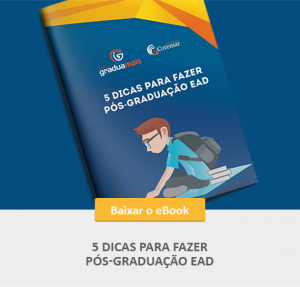 graduamais
Cotemar
5 DICAS PARA FAZER
PÓS-GRADUAÇÃO EAD
Baixar o eBook
5 DICAS PARA FAZER
PÓS-GRADUAÇÃO EAD